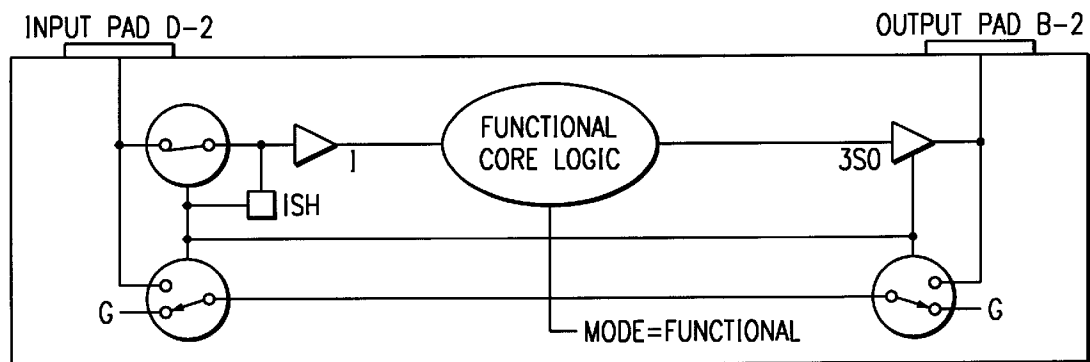 INPUT PAD D-2
OUTPUT PAD B-2
FUNCTIONAL
CORE LOGIC
I
3SO
ISH
G
G
MODE=FUNCTIONAL